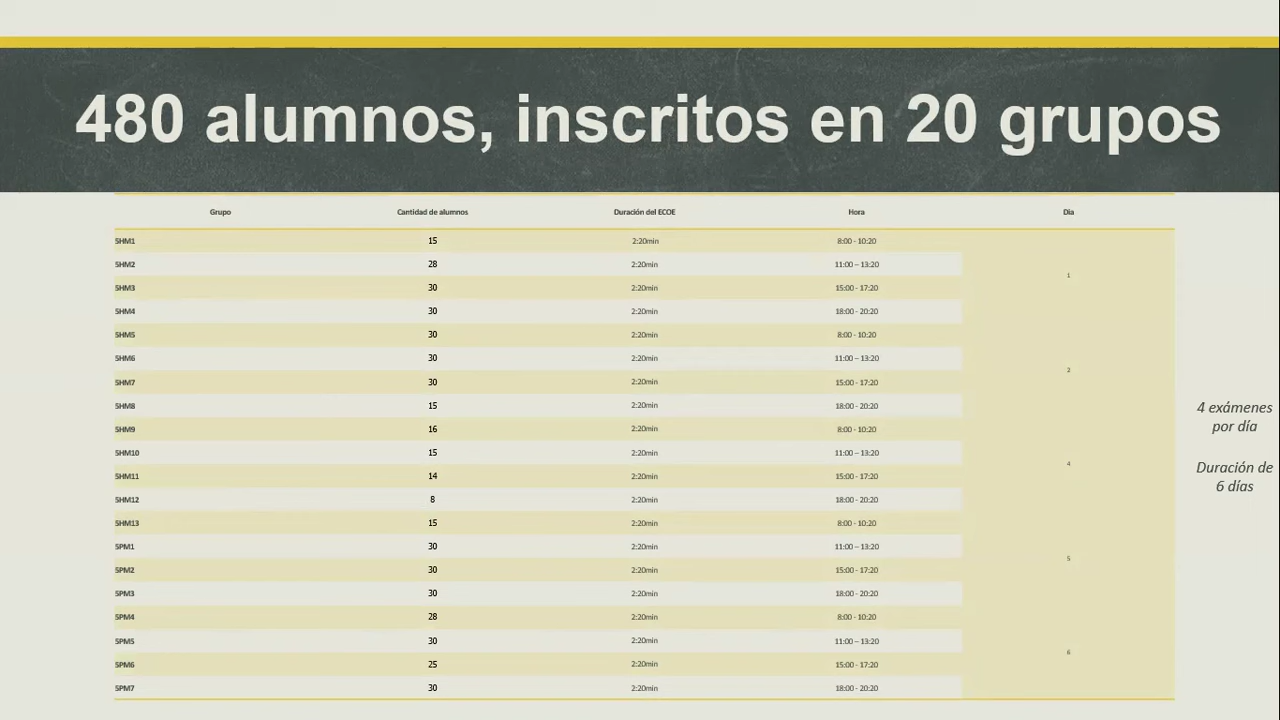 480 alumnos, inscritos en 20 grupos
Grupo Cantidad de alumnos Duración del ECOE Hora Dia
5HM1 15 2:20min 8:00 - 10:20
5HM2 28 2:20min 11:00 – 13:20
1
5HM3 30 2:20min 15:00 - 17:20
5HM4 30 2:20min 18:00 - 20:20
5HM5 30 2:20min 8:00 - 10:20
5HM6 30 2:20min 11:00 – 13:20
2
5HM7 30 2:20min 15:00 - 17:20
5HM8 15 2:20min 18:00 - 20:20
5HM9 16 2:20min 8:00 - 10:20
5HM10 15 2:20min 11:00 – 13:20
4
5HM11 14 2:20min 15:00 - 17:20
5HM12 8 2:20min 18:00 - 20:20
5HM13 15 2:20min 8:00 - 10:20
5PM1 30 2:20min 11:00 – 13:20
5
5PM2 30 2:20min 15:00 - 17:20
5PM3 30 2:20min 18:00 - 20:20
5PM4 28 2:20min 8:00 - 10:20
5PM5 30 2:20min 11:00 – 13:20
6
5PM6 25 2:20min 15:00 - 17:20
5PM7 30 2:20min 18:00 - 20:20
4 exámenes
por día
Duración de
6 días